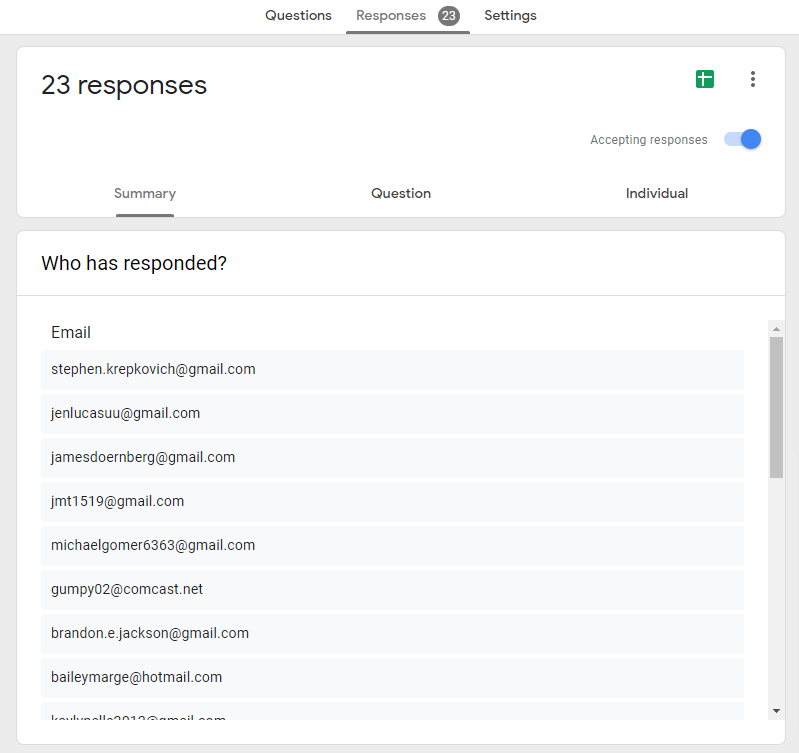 Questions Responses 23 Settings
23 responses
Accepting responses
Summary Question Individual
Who has responded?
Email
stephen.krepkovich@gmail.com
jenlucasuu@gmail.com
jamesdoernberg@gmail.com
jmt1519@gmail.com
michaelgomer6363@gmail.com
gumpy02@comcast.net
brandon.e.jackson@gmail.com
baileymarge@hotmail.com